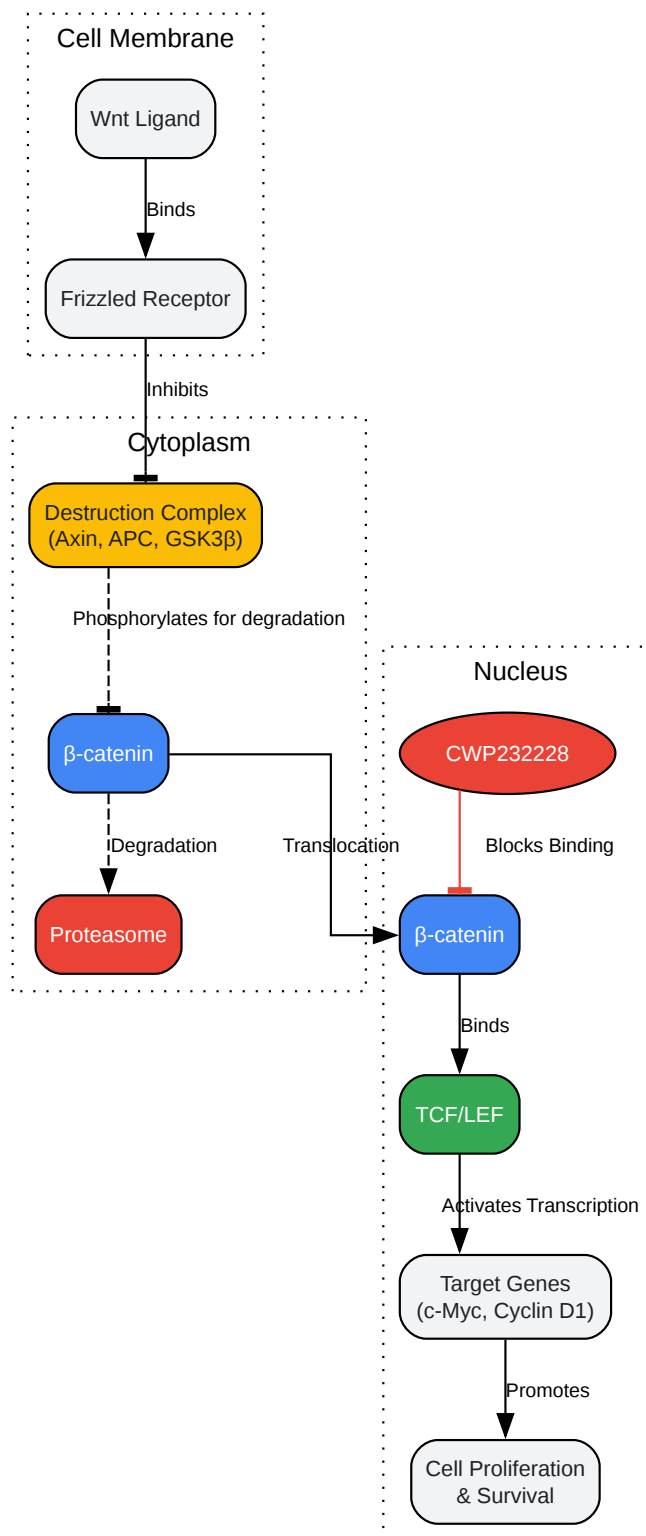 Cell Membrane
Wnt Ligand
Binds
Frizzled Receptor
Inhibits
Cytoplasm
Destruction Complex
(Axin, APC, GSK3β)
Phosphorylates for degradation
β-catenin
Degradation
Proteasome
Translocation
Nucleus
CWP232228
Blocks Binding
β-catenin
Binds
TCF/LEF
Activates Transcription
Target Genes
(c-Myc, Cyclin D1)
Promotes
Cell Proliferation
& Survival